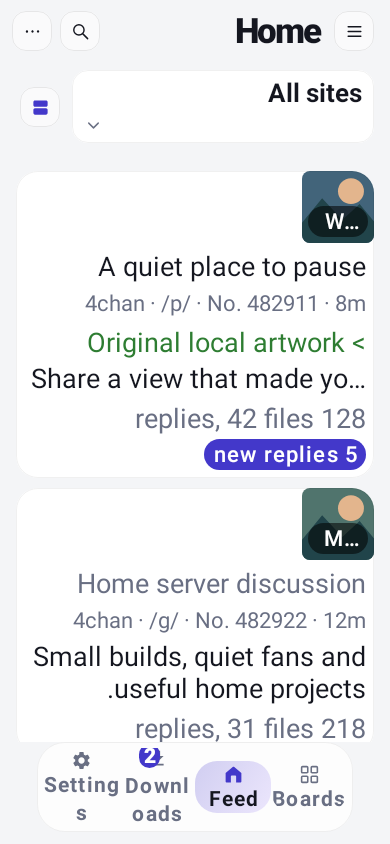 Home
All sites
W…
A quiet place to pause
4chan · /p/ · No. 482911 · 8m
Original local artwork <
Share a view that made yo…
replies, 42 files 128
new replies 5
M…
Home server discussion
4chan · /g/ · No. 482922 · 12m
Small builds, quiet fans and
.useful home projects
replies, 31 files 218
Boards
Feed
2
Downl
oads
Setting
s